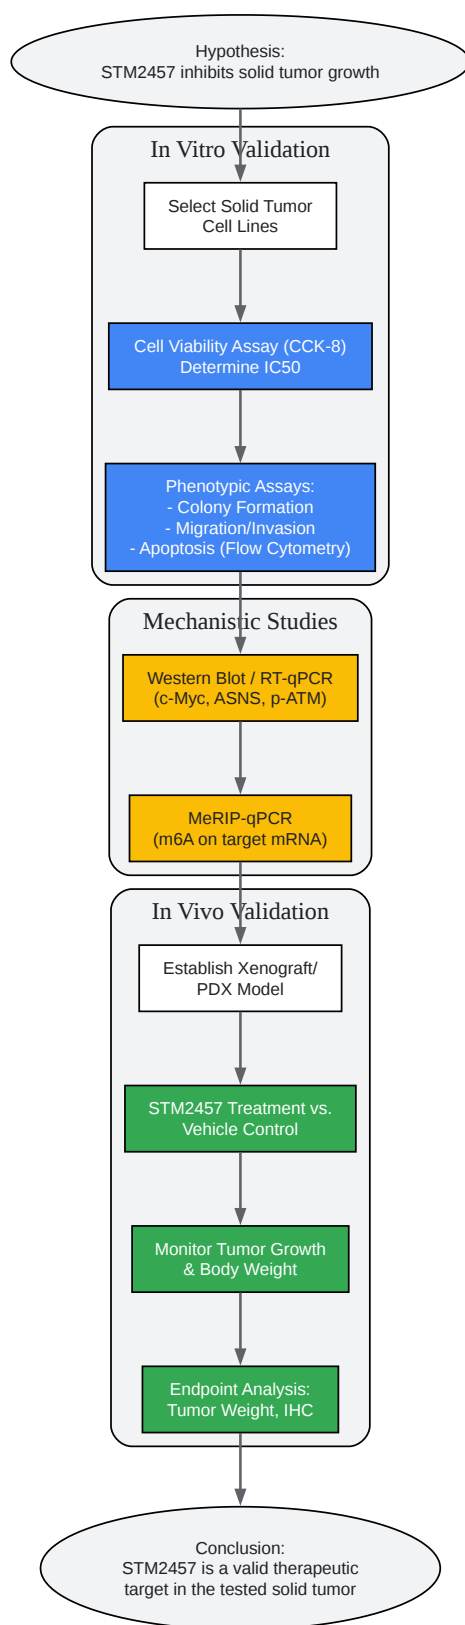 Hypothesis:
STM2457 inhibits solid tumor growth
In Vitro Validation
Select Solid Tumor
Cell Lines
Cell Viability Assay (CCK-8)
Determine IC50
Phenotypic Assays:
- Colony Formation
- Migration/Invasion
- Apoptosis (Flow Cytometry)
Mechanistic Studies
Western Blot / RT-qPCR
(c-Myc, ASNS, p-ATM)
MeRIP-qPCR
(m6A on target mRNA)
In Vivo Validation
Establish Xenograft/
PDX Model
STM2457 Treatment vs.
Vehicle Control
Monitor Tumor Growth
& Body Weight
Endpoint Analysis:
Tumor Weight, IHC
Conclusion:
STM2457 is a valid therapeutic
target in the tested solid tumor